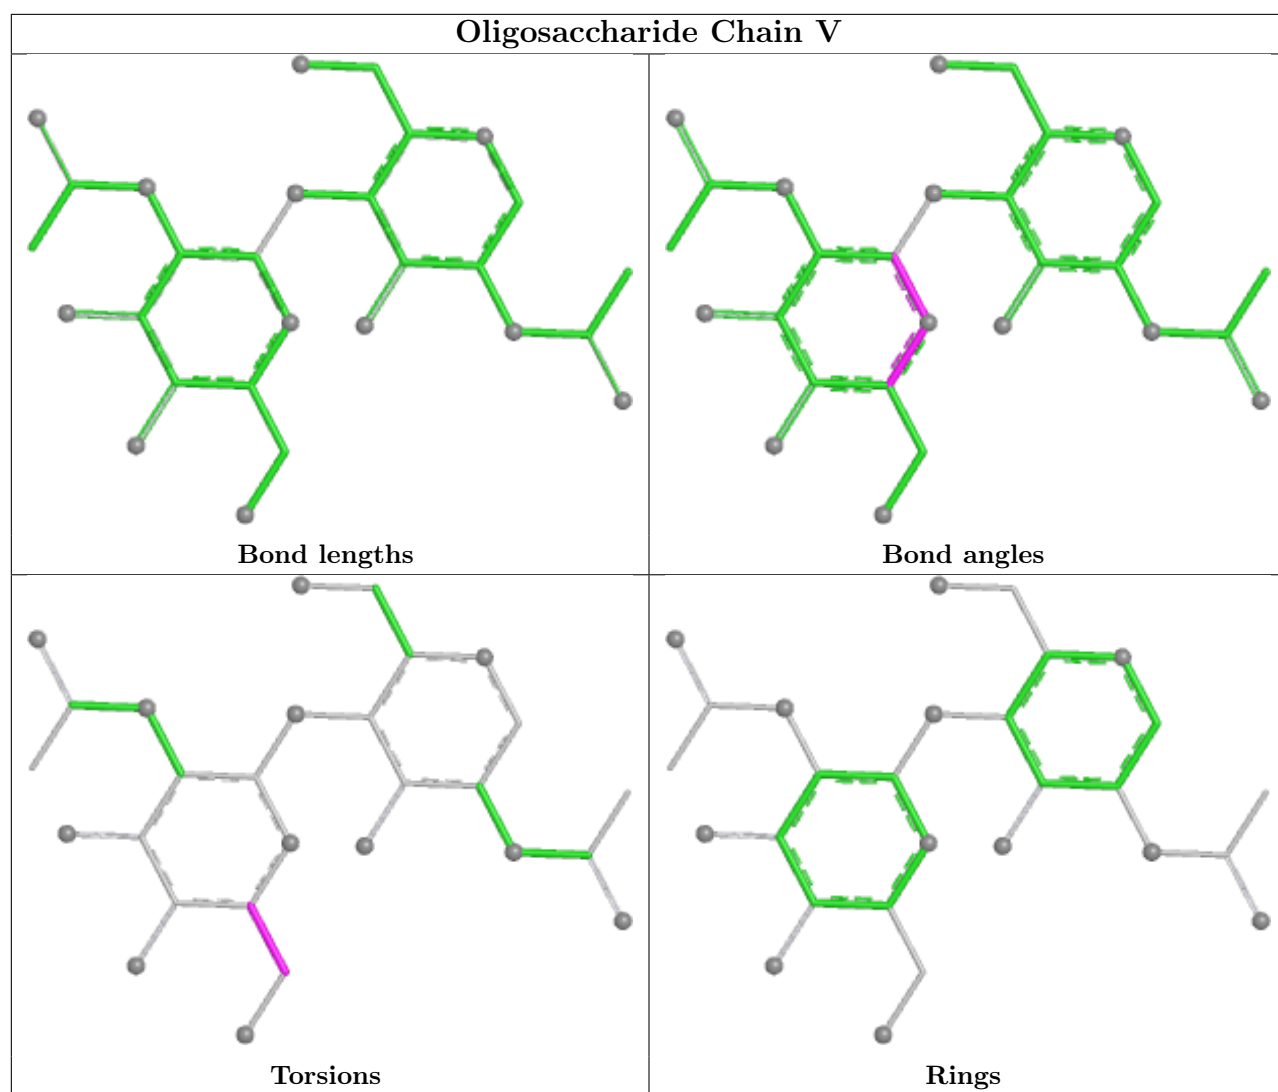 Oligosaccharide Chain V
Bond lengths
Bond angles
Torsions
Rings